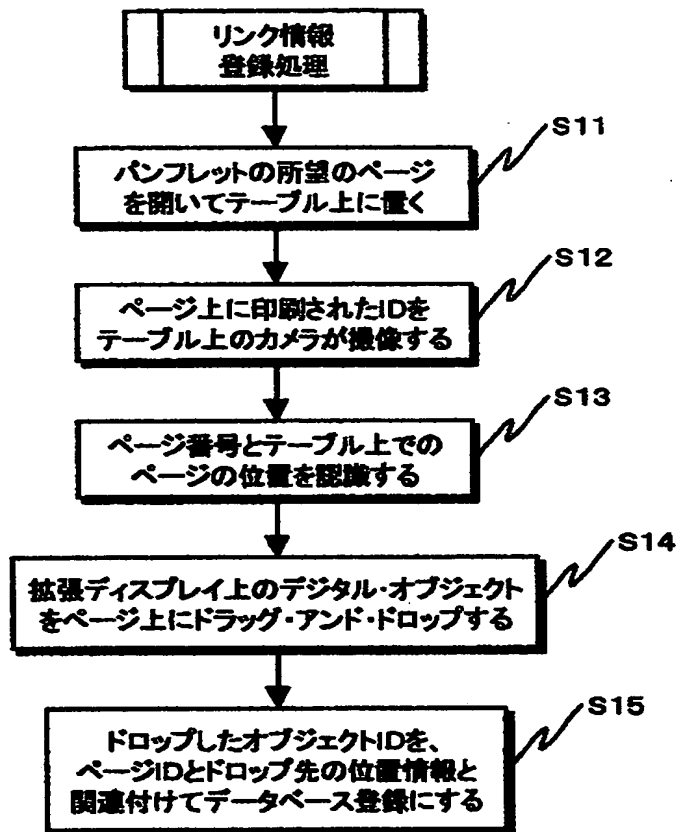 リンク情報
登録処理
S11
パンフレットの所望のページ
を開いてテーブル上に置く
S12
ページ上に印刷されたIDを
テーブル上のカメラが撮像する
S13
ページ番号とテーブル上での
ページの位置を認識する
S14
拡張ディスプレイ上のデジタル・オブジェクト
をページ上にドラッグ・アンド・ドロップする
S15
ドロップしたオブジェクトIDを、
ページIDとドロップ先の位置情報と
関連付けてデータベース登録にする